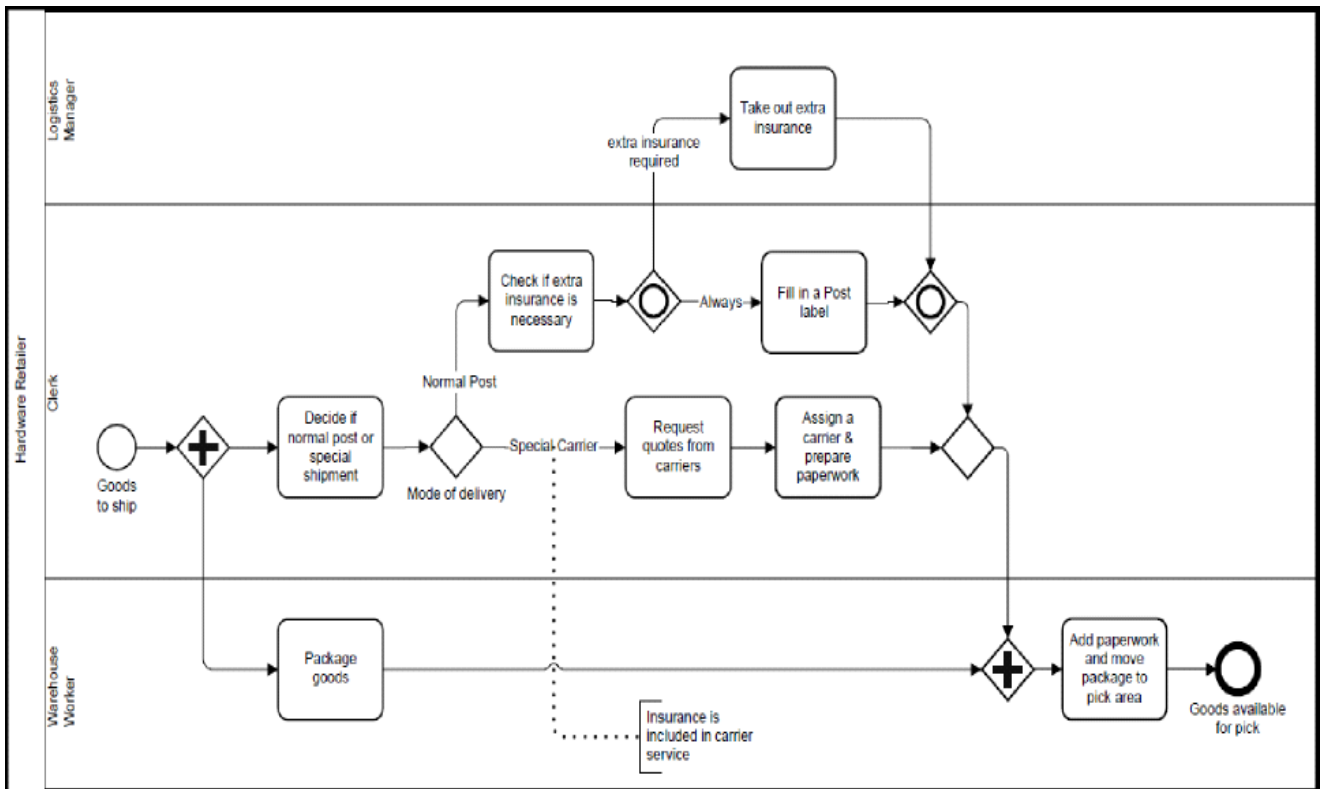 Hardware Retailer
Logistics
Manager
Take out extra
insurance
extra insurance
required
Clerk
Check if extra
insurance is
necessary
Always
Fill in a Post
label
Normal Post
Goods
to ship
Decide if
normal post or
special
shipment
Mode of delivery
Special Carrier
Request
quotes from
carriers
Assign a
carrier &
prepare
paperwork
Warehouse
Worker
Package
goods
Insurance is
included in carrier
service
Add paperwork
and move
package to
pick area
Goods available
for pick